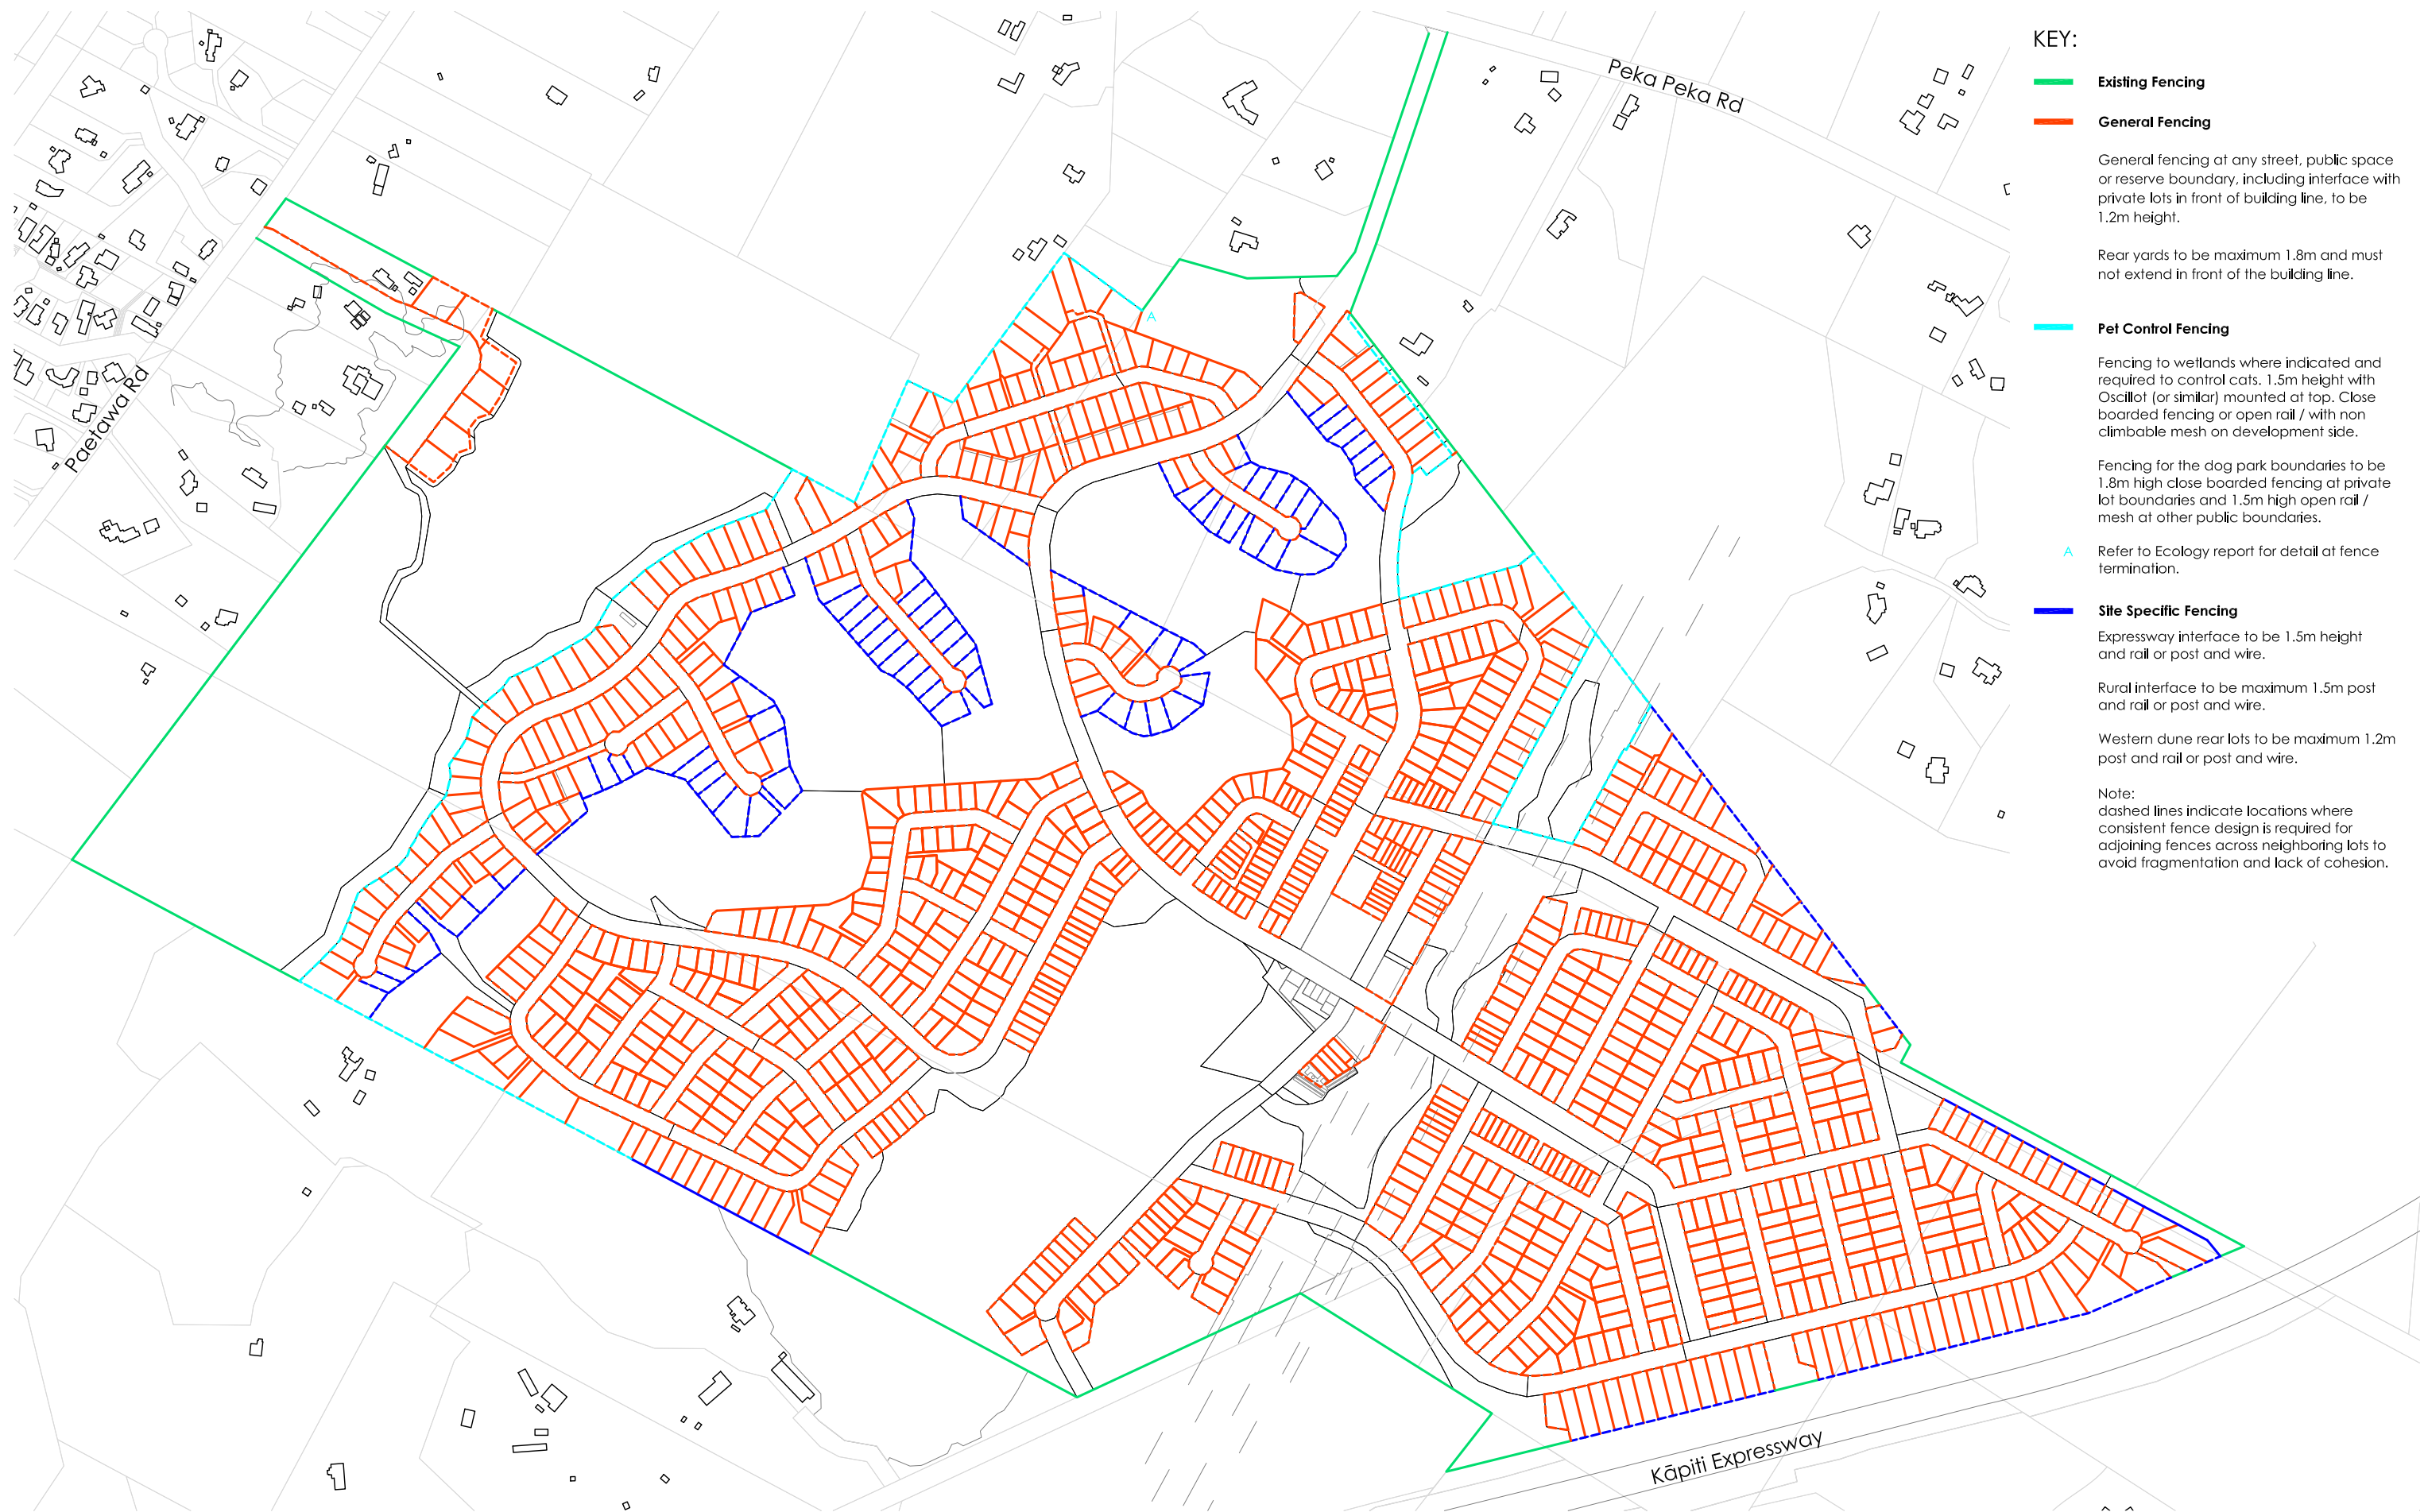 Peka Peka Rd
Paetawa Rd
A
Kāpiti Expressway
KEY:
Existing Fencing
General Fencing
General fencing at any street, public space
or reserve boundary, including interface with
private lots in front of building line, to be
1.2m height.
Rear yards to be maximum 1.8m and must
not extend in front of the building line.
Pet Control Fencing
Fencing to wetlands where indicated and
required to control cats. 1.5m height with
Oscillot (or similar) mounted at top. Close
boarded fencing or open rail / with non
climbable mesh on development side.
Fencing for the dog park boundaries to be
1.8m high close boarded fencing at private
lot boundaries and 1.5m high open rail /
mesh at other public boundaries.
A Refer to Ecology report for detail at fence
termination.
Site Specific Fencing
Expressway interface to be 1.5m height
and rail or post and wire.
Rural interface to be maximum 1.5m post
and rail or post and wire.
Western dune rear lots to be maximum 1.2m
post and rail or post and wire.
Note:
dashed lines indicate locations where
consistent fence design is required for
adjoining fences across neighboring lots to
avoid fragmentation and lack of cohesion.